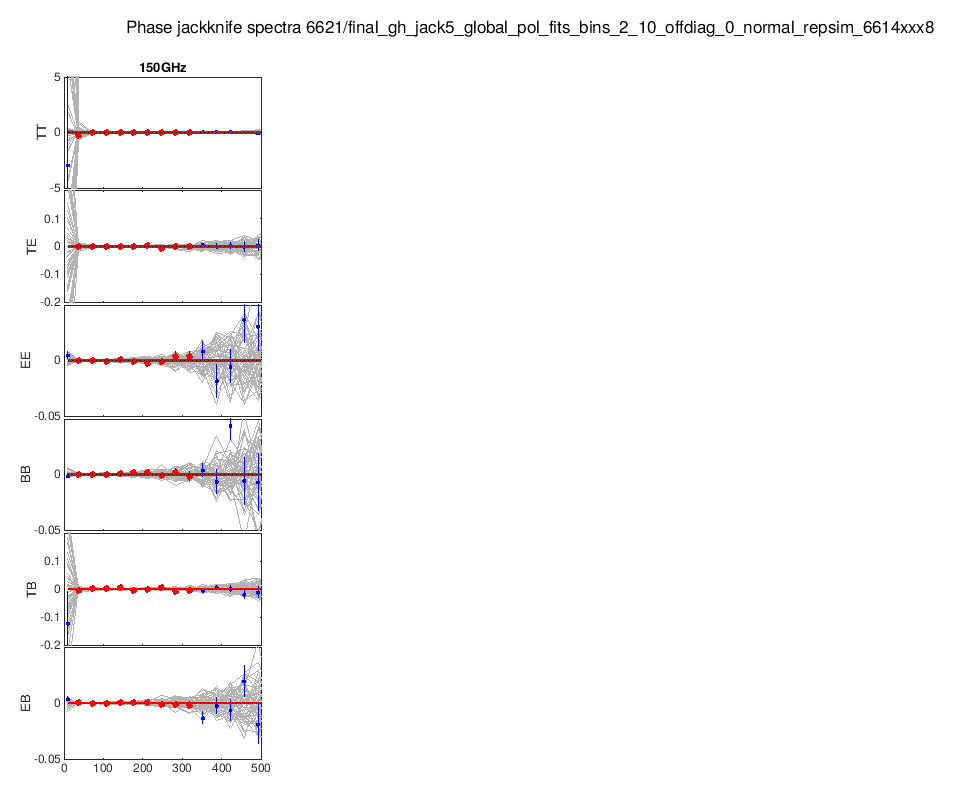 Phase jackknife spectra 6621/final_gh_jack5_global_pol_fits_bins_2_10_offdiag_0_normal_repsim_6614xxx8
150GHz
5
TT
0
-5
0.1
TE
0
-0.1
-0.2
EE
0
-0.05
BB
0
-0.05
0.1
TB
0
-0.1
-0.2
EB
0
-0.05
0 100 200 300 400 500